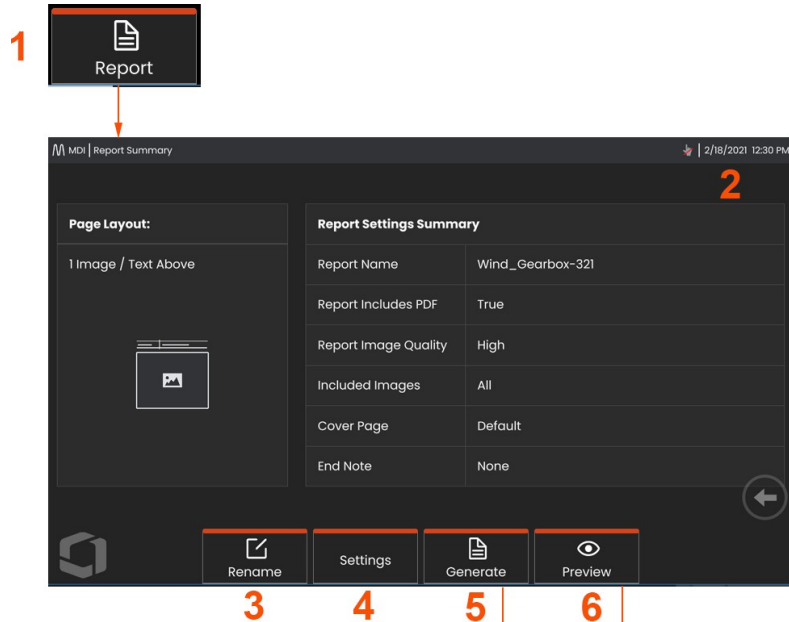 1
Report
MDI | Report Summary
2/18/2021 12:30 PM
2
Page Layout:
1 Image / Text Above
Report Settings Summary
Report Name Wind_Gearbox-321
Report Includes PDF True
Report Image Quality High
Included Images All
Cover Page Default
End Note None
Rename
Settings
Generate
Preview
3 4 5 6